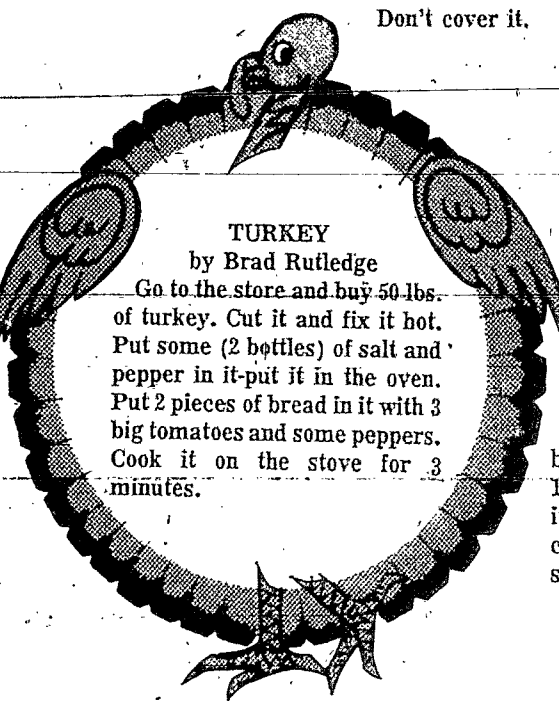 Don't cover it.
TURKEY
by Brad Rutledge
Go to the store and buy 50 lbs.
of turkey. Cut it and fix it hot.
Put some (2 bottles) of salt and
pepper in it-put it in the oven.
Put 2 pieces of bread in it with 3
big tomatoes and some peppers.
Cook it on the stove for 3
minutes.